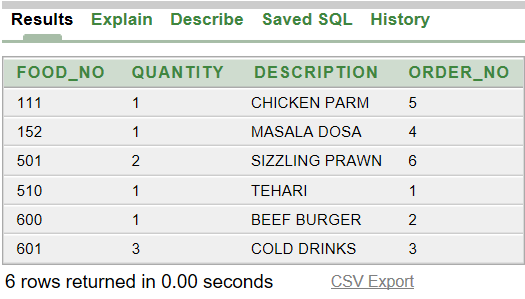 Results Explain Describe Saved SQL History
FOOD_NO QUANTITY DESCRIPTION ORDER_NO
111 1 CHICKEN PARM 5
152 1 MASALA DOSA 4
501 2 SIZZLING PRAWN 6
510 1 TEHARI 1
600 1 BEEF BURGER 2
601 3 COLD DRINKS 3
6 rows returned in 0.00 seconds CSV Export